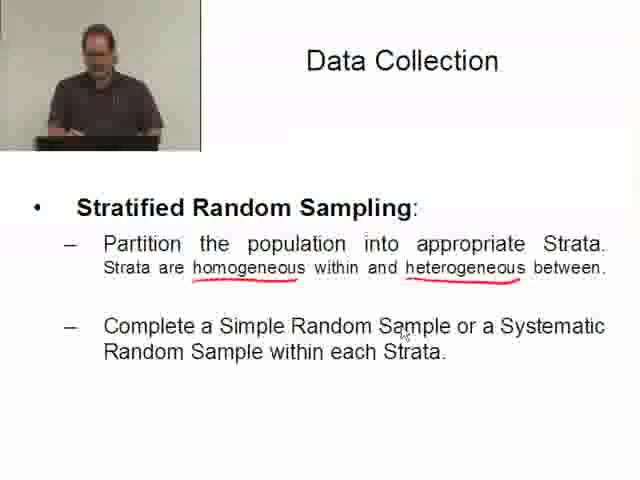 Data Collection
• Stratified Random Sampling:
– Partition the population into appropriate Strata.
Strata are homogeneous within and heterogeneous between.
– Complete a Simple Random Sample or a Systematic
Random Sample within each Strata.